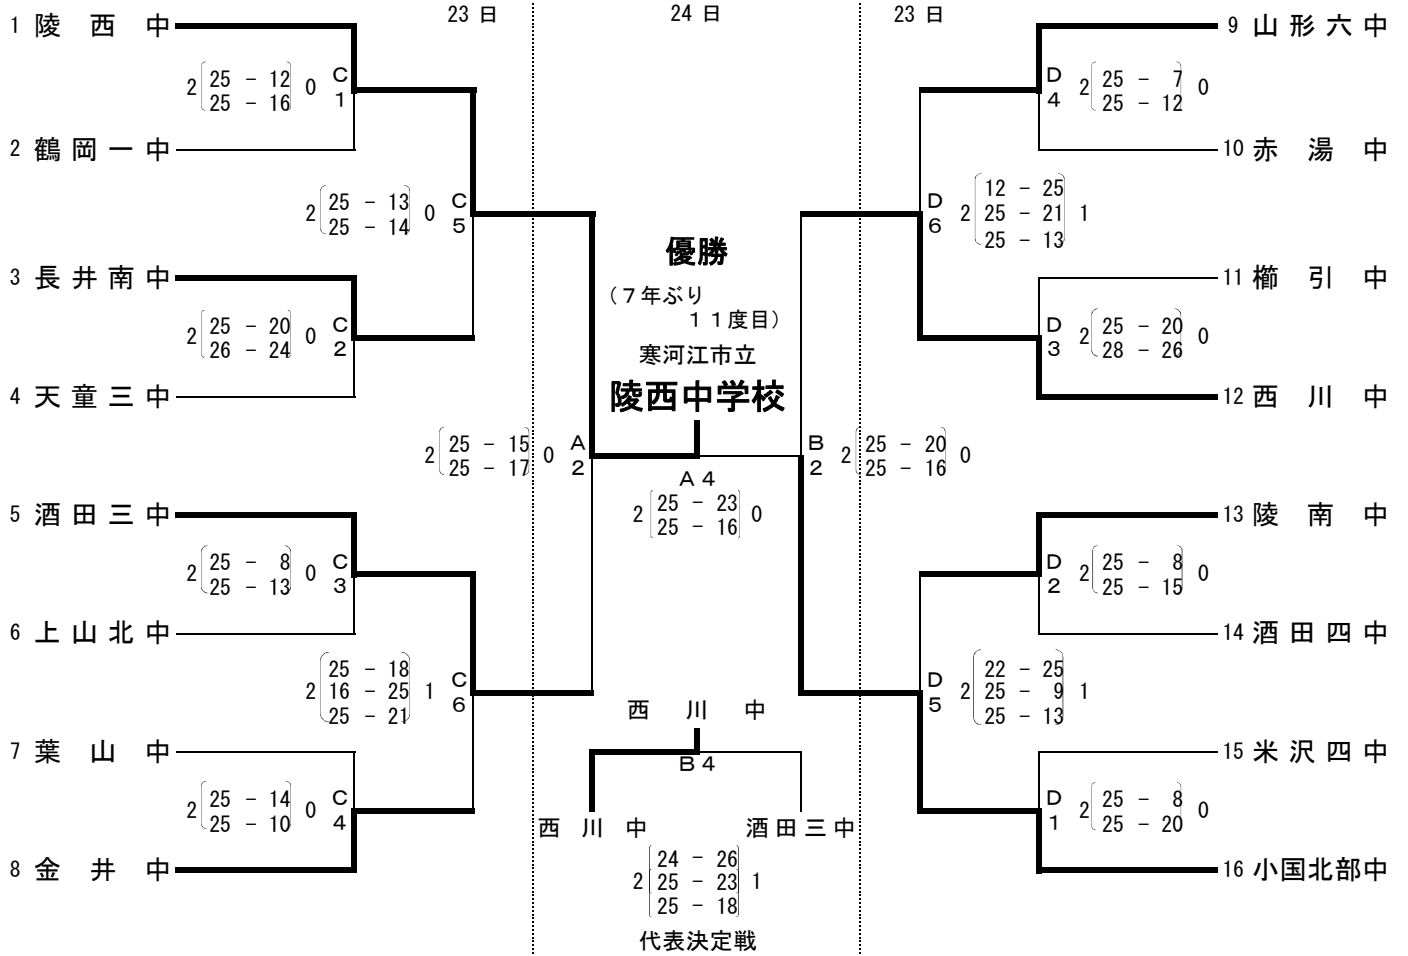 23日
24日
23日
1 陵西中
2 [25 - 12
25 - 16] 0
C
1
2 鶴岡一中
2 [25 - 13
25 - 14] 0
C
5
3 長井南中
2 [25 - 20
26 - 24] 0
C
2
4 天童三中
2 [25 - 15
25 - 17] 0
A
2
5 酒田三中
2 [25 - 8
25 - 13] 0
C
3
6 上山北中
2 [25 - 18
16 - 25
25 - 21] 1
C
6
7 葉山中
2 [25 - 14
25 - 10] 0
C
4
8 金井中
優勝
(7年ぶり
11度目)
寒河江市立
陵西中学校
A4
2 [25 - 23
25 - 16] 0
西川中
B4
西川中
酒田三中
2 [24 - 26
25 - 23
25 - 18] 1
代表決定戦
9 山形六中
D
4
2 [25 - 7
25 - 12] 0
10 赤湯中
D
6
2 [12 - 25
25 - 21
25 - 13] 1
11 櫛引中
D
3
2 [25 - 20
28 - 26] 0
12 西川中
B
2
2 [25 - 20
25 - 16] 0
13 陵南中
D
2
2 [25 - 8
25 - 15] 0
14 酒田四中
D
5
2 [22 - 25
25 - 9
25 - 13] 1
15 米沢四中
D
1
2 [25 - 8
25 - 20] 0
16 小国北部中